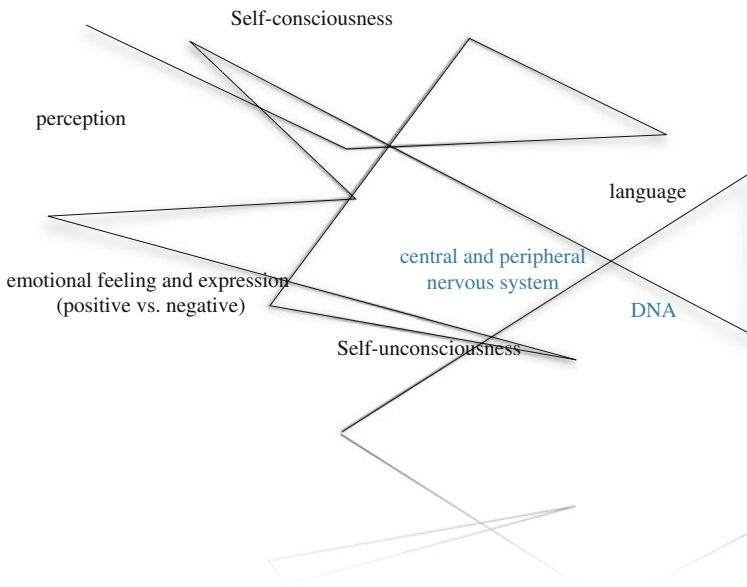 Self-consciousness
perception
language
central and peripheral
nervous system
emotional feeling and expression
(positive vs. negative)
DNA
Self-unconsciousness